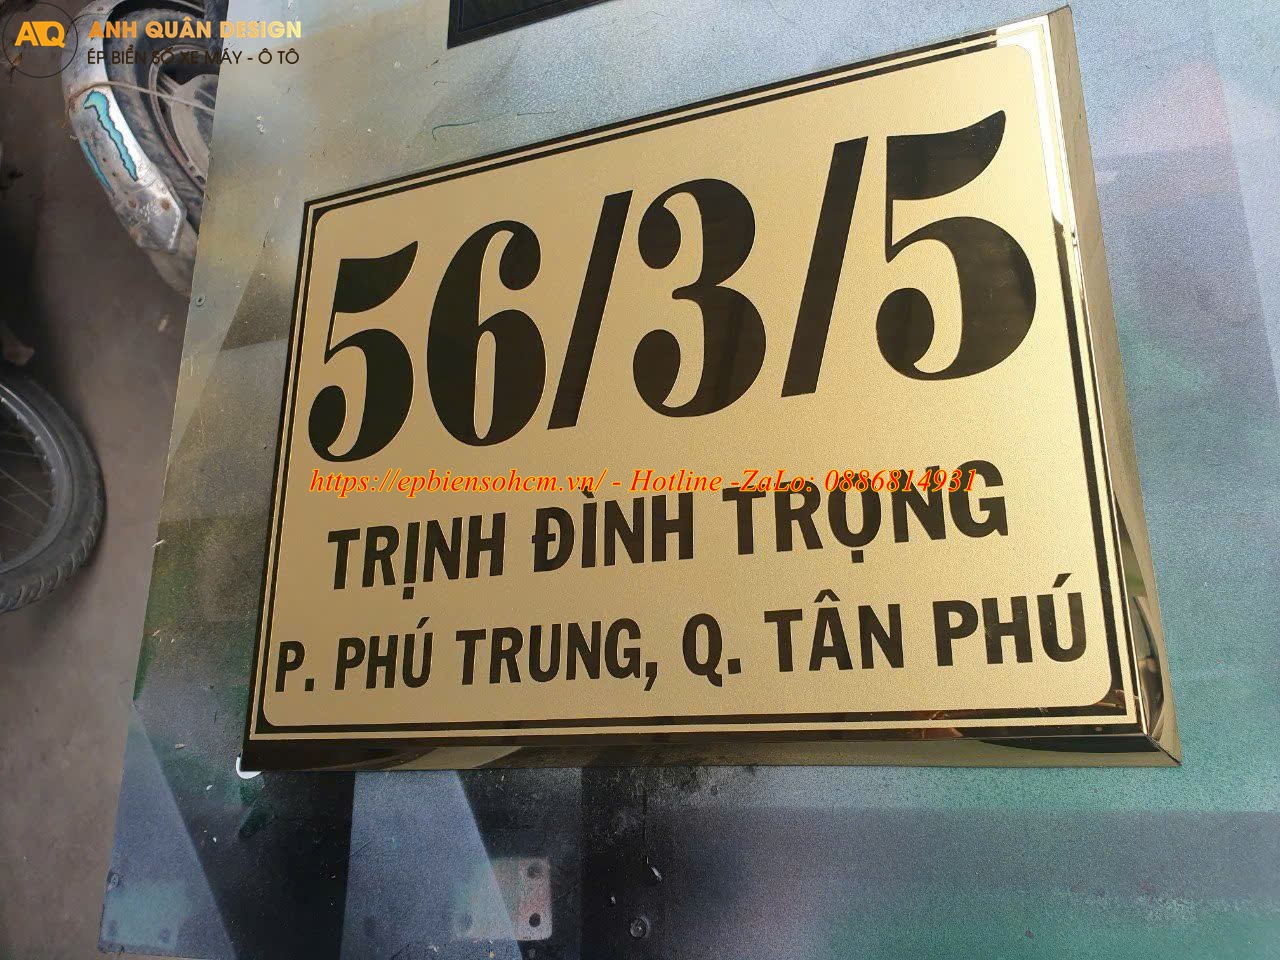 AQ
ANH QUÂN DESIGN
ÉP BIỂN SỐ XE MÁY - Ô TÔ
56/3/5
https://epbiensohcm.vn/ - Hotline -ZaLo: 0886814931
TRỊNH ĐÌNH TRỌNG
P. PHÚ TRUNG, Q. TÂN PHÚ